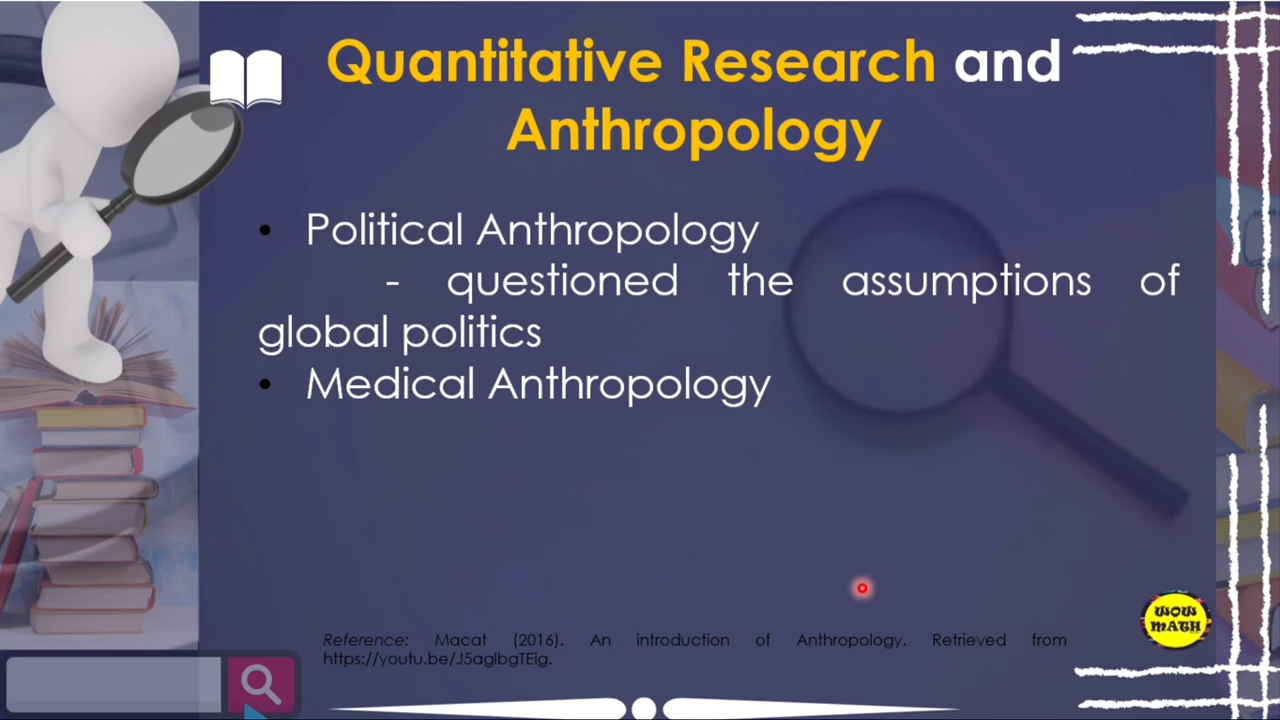 Quantitative Research and
Anthropology
• Political Anthropology
- questioned the assumptions of
global politics
• Medical Anthropology
Reference: Macat (2016). An introduction of Anthropology. Retrieved from
https://youtu.be/J5aglbgTEig.
WOW
MATH